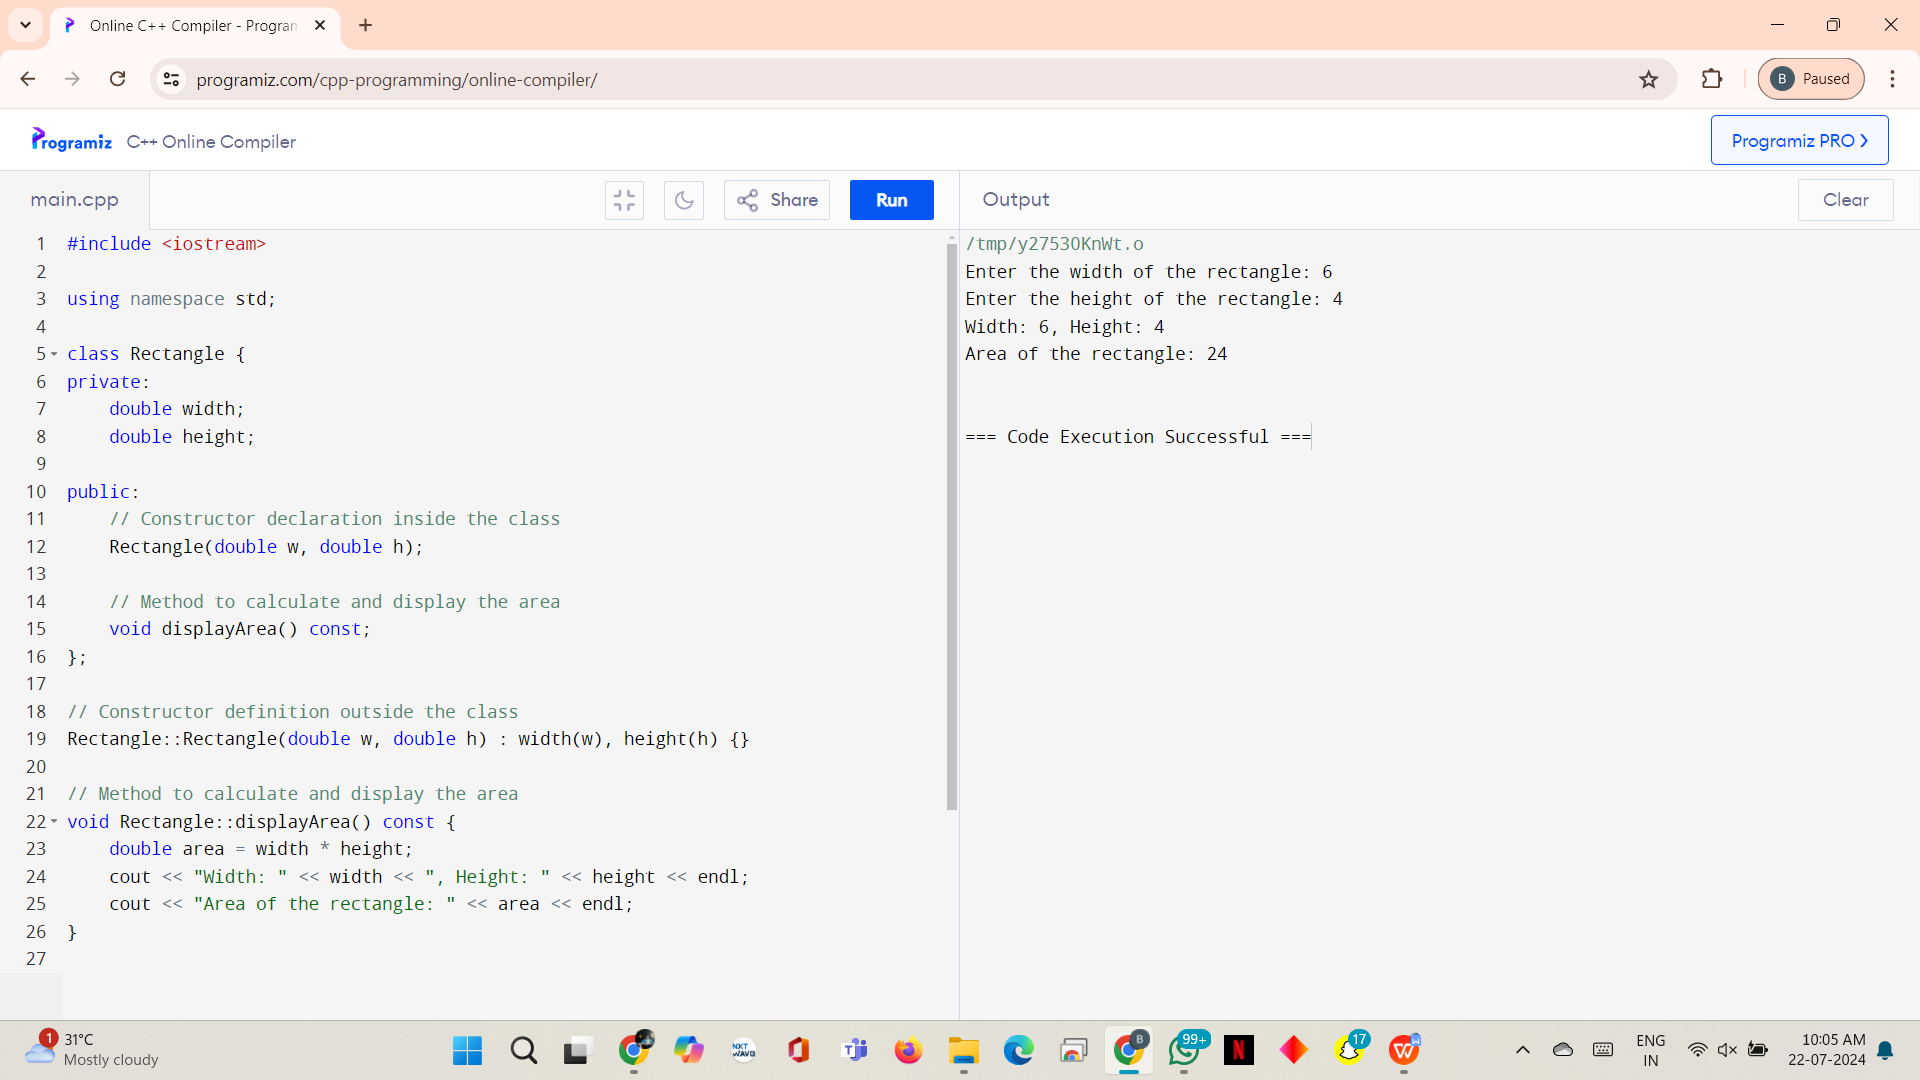 Online C++ Compiler - Program
programiz.com/cpp-programming/online-compiler/
B Paused
Programiz C++ Online Compiler
Programiz PRO
main.cpp
Share
Run
Output
Clear
1 #include <iostream>
2
3 using namespace std;
4
5 class Rectangle {
6 private:
7 double width;
8 double height;
9
10 public:
11 // Constructor declaration inside the class
12 Rectangle(double w, double h);
13
14 // Method to calculate and display the area
15 void displayArea() const;
16 };
17
18 // Constructor definition outside the class
19 Rectangle::Rectangle(double w, double h) : width(w), height(h) {}
20
21 // Method to calculate and display the area
22 void Rectangle::displayArea() const {
23 double area = width * height;
24 cout << "Width: " << width << ", Height: " << height << endl;
25 cout << "Area of the rectangle: " << area << endl;
26 }
27
/tmp/y2753OKnWt.o
Enter the width of the rectangle: 6
Enter the height of the rectangle: 4
Width: 6, Height: 4
Area of the rectangle: 24
=== Code Execution Successful ===
1
31°C
Mostly cloudy
NXT
WAVE
B
99+
N
17
W
ENG
IN
10:05 AM
22-07-2024